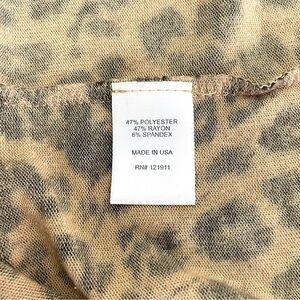 47% POLYESTER
47% RAYON
6% SPANDEX
MADE IN USA
RN# 121911